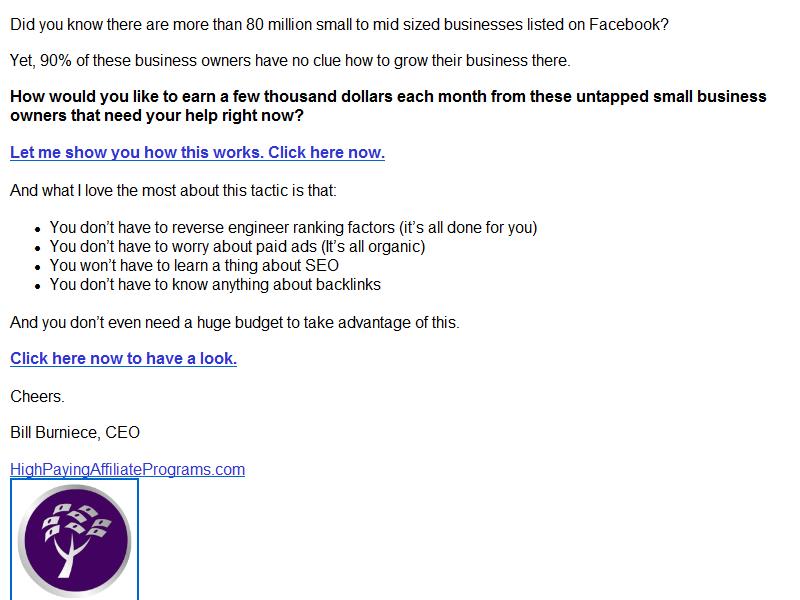 Did you know there are more than 80 million small to mid sized businesses listed on Facebook?
Yet, 90% of these business owners have no clue how to grow their business there.
How would you like to earn a few thousand dollars each month from these untapped small business
owners that need your help right now?
Let me show you how this works. Click here now.
And what I love the most about this tactic is that:
• You don’t have to reverse engineer ranking factors (it’s all done for you)
• You don’t have to worry about paid ads (It’s all organic)
• You won’t have to learn a thing about SEO
• You don’t have to know anything about backlinks
And you don’t even need a huge budget to take advantage of this.
Click here now to have a look.
Cheers.
Bill Burniece, CEO
HighPayingAffiliatePrograms.com